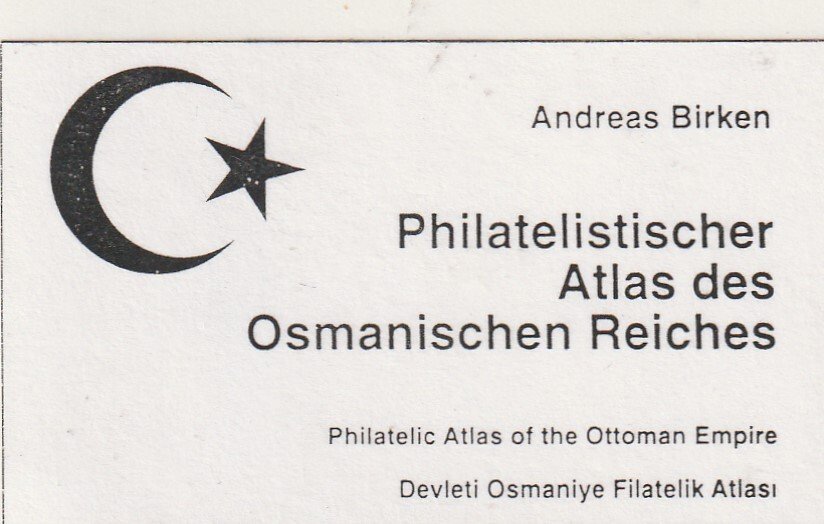 Andreas Birken
Philatelistischer
Atlas des
Osmanischen Reiches
Philatelic Atlas of the Ottoman Empire
Devleti Osmaniye Filatelik Atlası